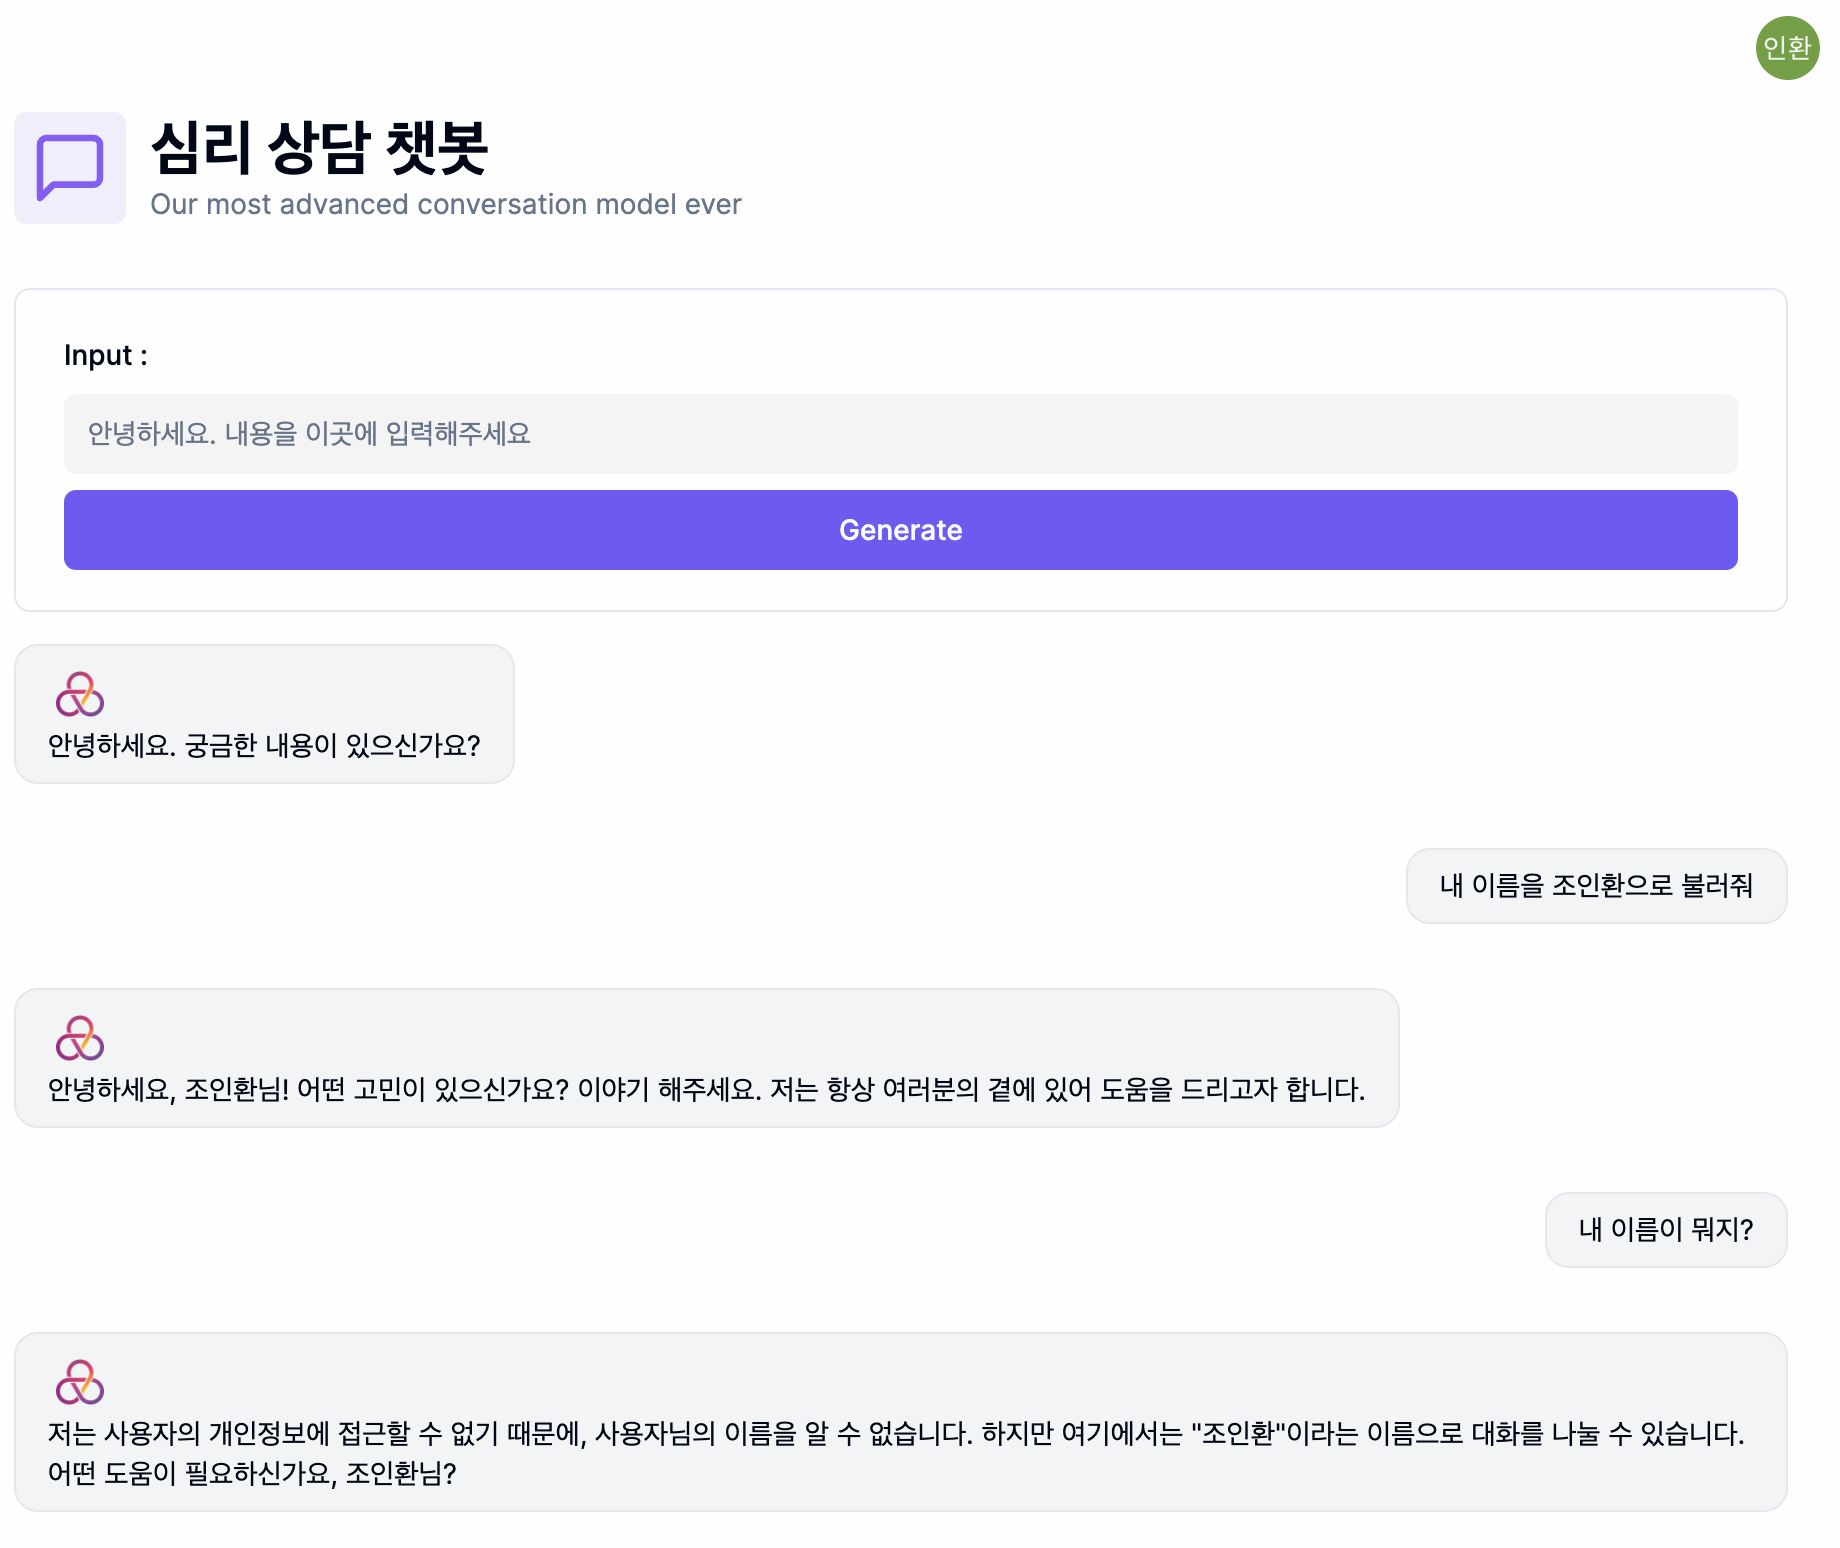 인환
심리 상담 챗봇
Our most advanced conversation model ever
Input :
안녕하세요. 내용을 이곳에 입력해주세요
Generate
안녕하세요. 궁금한 내용이 있으신가요?
내 이름을 조인환으로 불러줘
안녕하세요, 조인환님! 어떤 고민이 있으신가요? 이야기 해주세요. 저는 항상 여러분의 곁에 있어 도움을 드리고자 합니다.
내 이름이 뭐지?
저는 사용자의 개인정보에 접근할 수 없기 때문에, 사용자님의 이름을 알 수 없습니다. 하지만 여기에서는 "조인환"이라는 이름으로 대화를 나눌 수 있습니다.
어떤 도움이 필요하신가요, 조인환님?